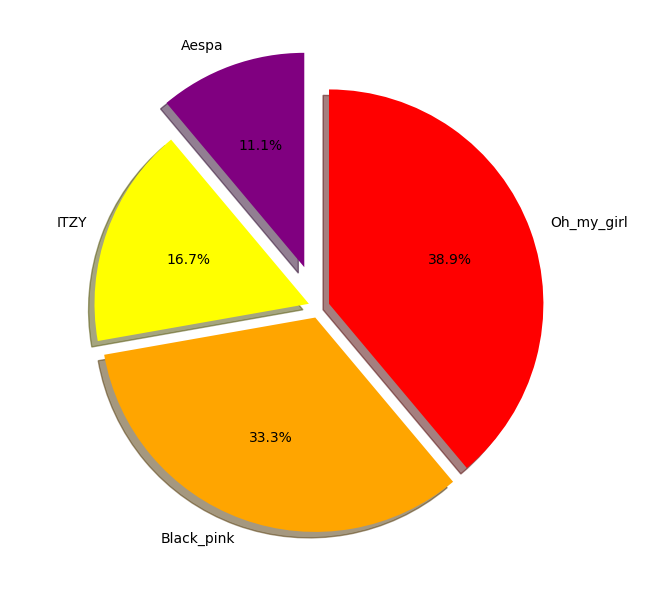 Aespa
11.1%
ITZY
16.7%
Oh_my_girl
38.9%
33.3%
Black_pink